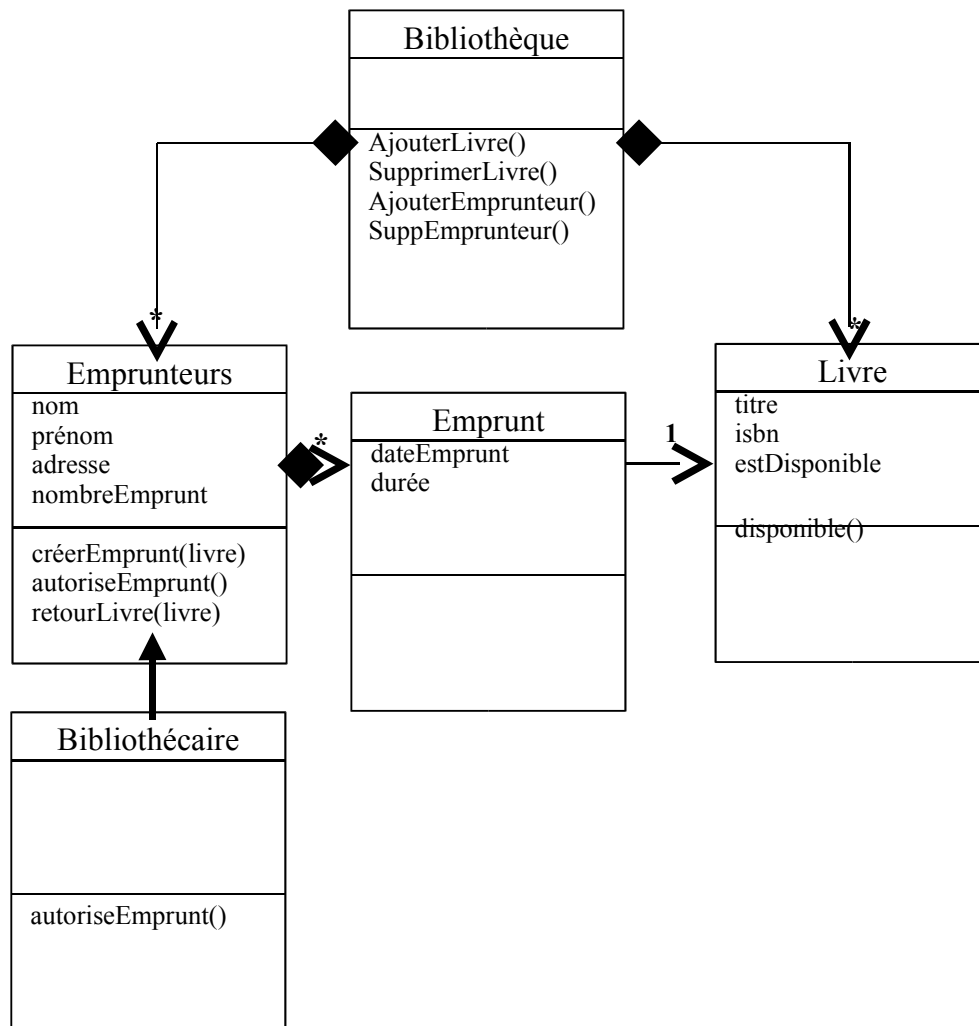 Bibliothèque
AjouterLivre()
SupprimerLivre()
AjouterEmprunteur()
SuppEmprunteur()
*
*
Emprunteurs
nom
prénom
adresse
nombreEmprunt
créerEmprunt(livre)
autoriseEmprunt()
retourLivre(livre)
*
Emprunt
dateEmprunt
durée
1
Livre
titre
isbn
estDisponible
disponible()
Bibliothécaire
autoriseEmprunt()